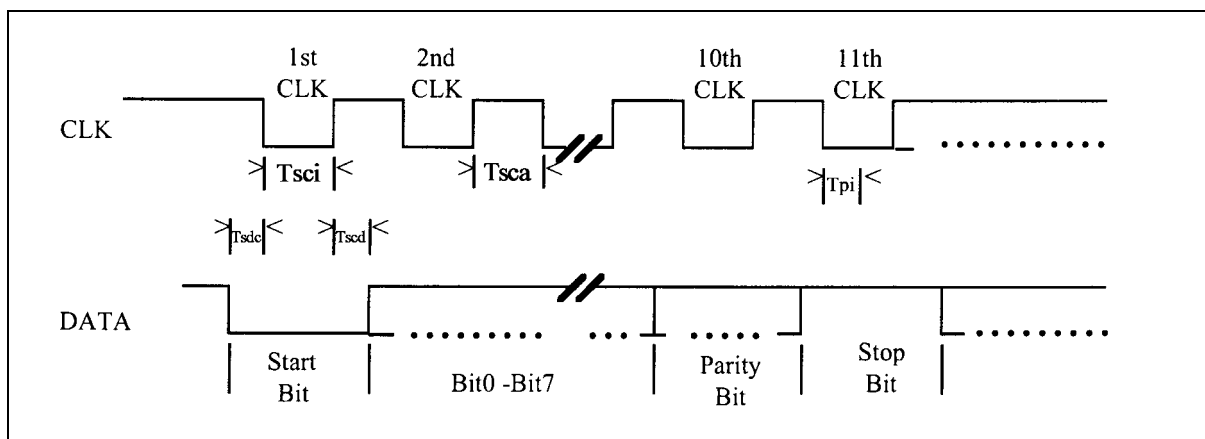 1st
CLK
2nd
CLK
10th
CLK
11th
CLK
CLK
Tsci
Tsca
Tpi
Tsdc
Tscd
DATA
Start
Bit
Bit0 -Bit7
Parity
Bit
Stop
Bit